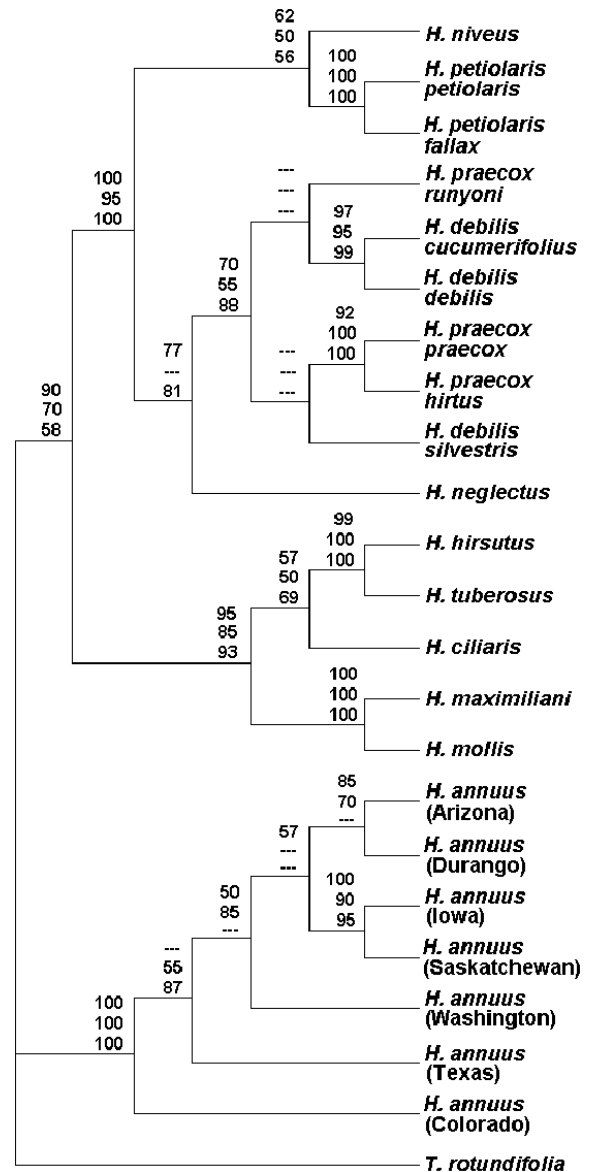 62
50
56
H. niveus
100
100
100
H. petiolaris
petiolaris
H. petiolaris
fallax
100
95
100
---
---
---
H. praecox
runyoni
97
95
99
H. debilis
cucumerifolius
H. debilis
debilis
70
55
88
92
100
100
H. praecox
praecox
77
---
81
---
---
---
H. praecox
hirtus
90
70
58
H. debilis
silvestris
H. neglectus
99
100
100
H. hirsutus
57
50
69
H. tuberosus
95
85
93
H. ciliaris
100
100
100
H. maximiliani
H. mollis
85
70
---
H. annuus
(Arizona)
57
---
---
H. annuus
(Durango)
100
90
95
H. annuus
(Iowa)
50
85
---
H. annuus
(Saskatchewan)
---
55
87
H. annuus
(Washington)
100
100
100
H. annuus
(Texas)
H. annuus
(Colorado)
T. rotundifolia